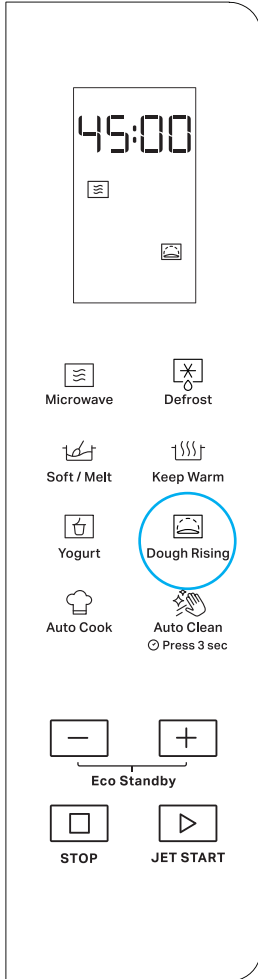 45:00
Microwave
Defrost
Soft / Melt
Keep Warm
Yogurt
Dough Rising
Auto Cook
Auto Clean
Press 3 sec
Eco Standby
STOP
JET START